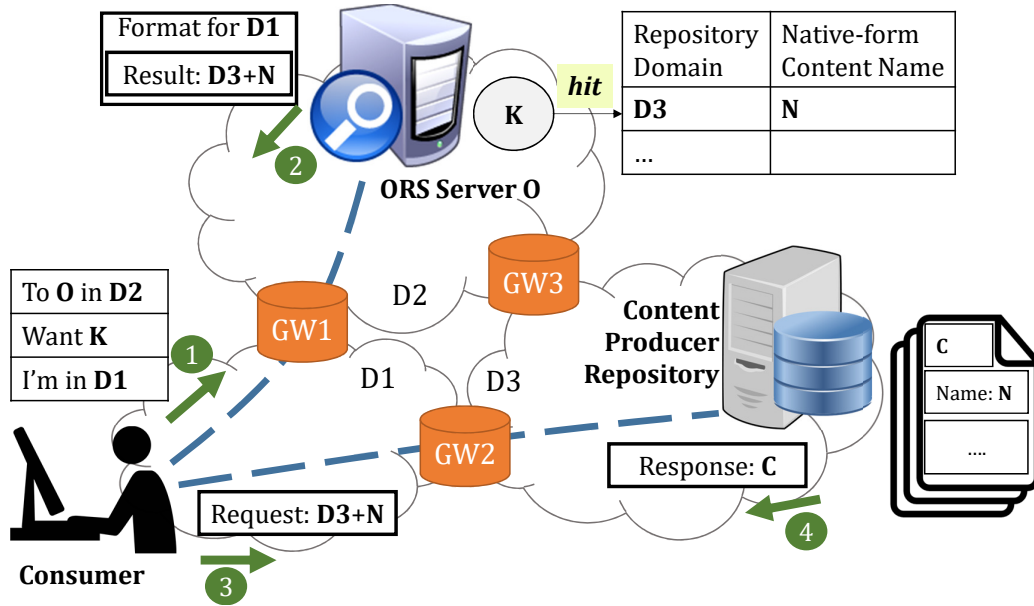 Format for D1
Result: D3+N
2
K
hit
Repository Domain
Native-form Content Name
D3
N
...
ORS Server O
GW3
D2
GW1
To O in D2
Want K
I'm in D1
1
D1
D3
Content
Producer
Repository
C
Name: N
....
GW2
Response: C
4
Request: D3+N
3
Consumer